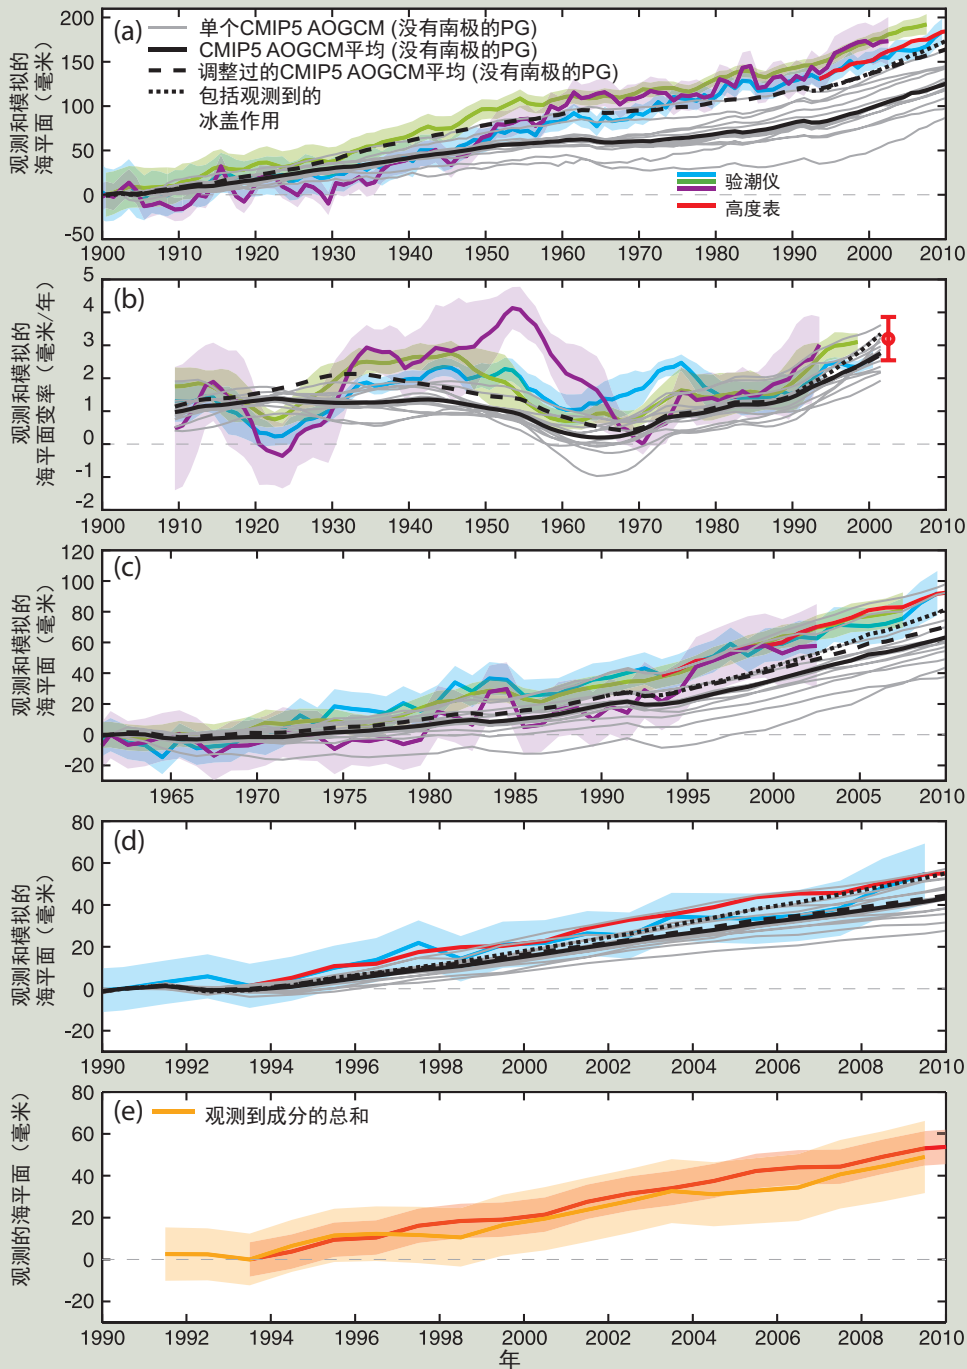 (a)
单个CMIP5 AOGCM (没有南极的PG)
CMIP5 AOGCM平均 (没有南极的PG)
调整过的CMIP5 AOGCM平均 (没有南极的PG)
包括观测到的
冰盖作用
验潮仪
高度表
观测和模拟的
海平面（毫米）
200
150
100
50
0
-50
1900 1910 1920 1930 1940 1950 1960 1970 1980 1990 2000 2010
(b)
观测和模拟的
海平面变率（毫米/年）
5
4
3
2
1
0
-1
-2
1900 1910 1920 1930 1940 1950 1960 1970 1980 1990 2000 2010
(c)
观测和模拟的
海平面（毫米）
120
100
80
60
40
20
0
-20
1965 1970 1975 1980 1985 1990 1995 2000 2005 2010
(d)
观测和模拟的
海平面（毫米）
80
60
40
20
0
-20
1990 1992 1994 1996 1998 2000 2002 2004 2006 2008 2010
(e)
观测到成分的总和
观测的海平面（毫米）
80
60
40
20
0
-20
1990 1992 1994 1996 1998 2000 2002 2004 2006 2008 2010
年